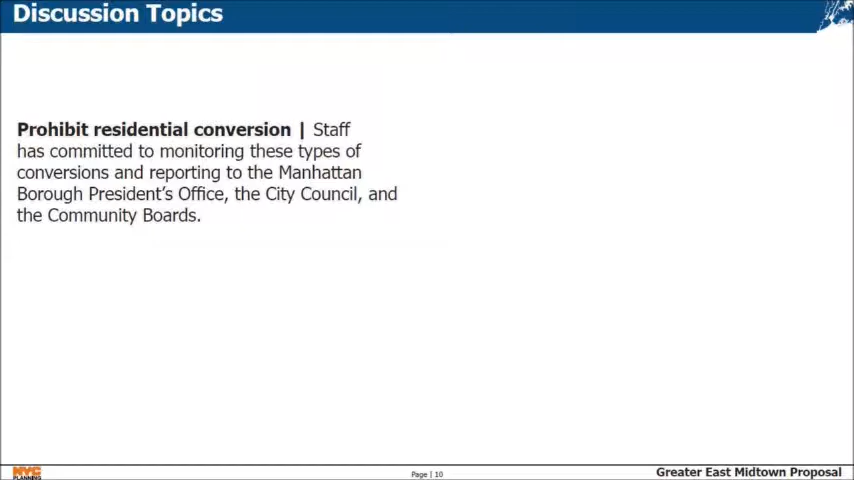 Discussion Topics
Prohibit residential conversion | Staff
has committed to monitoring these types of
conversions and reporting to the Manhattan
Borough President's Office, the City Council, and
the Community Boards.
NYC
PLANNING
Page | 10
Greater East Midtown Proposal